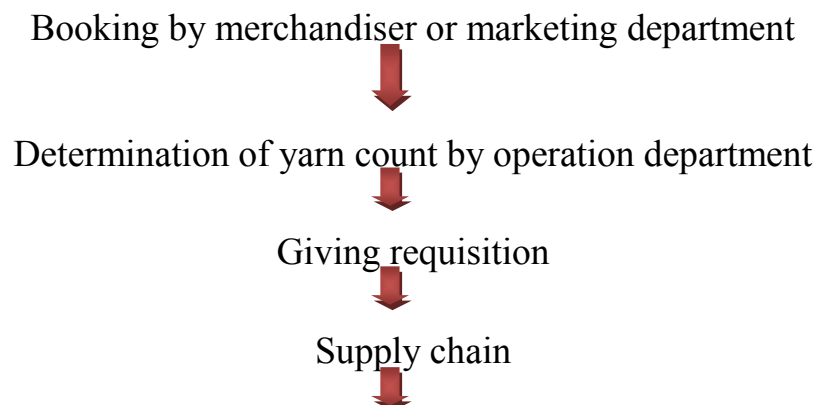 Booking by merchandiser or marketing department
Determination of yarn count by operation department
Giving requisition
Supply chain